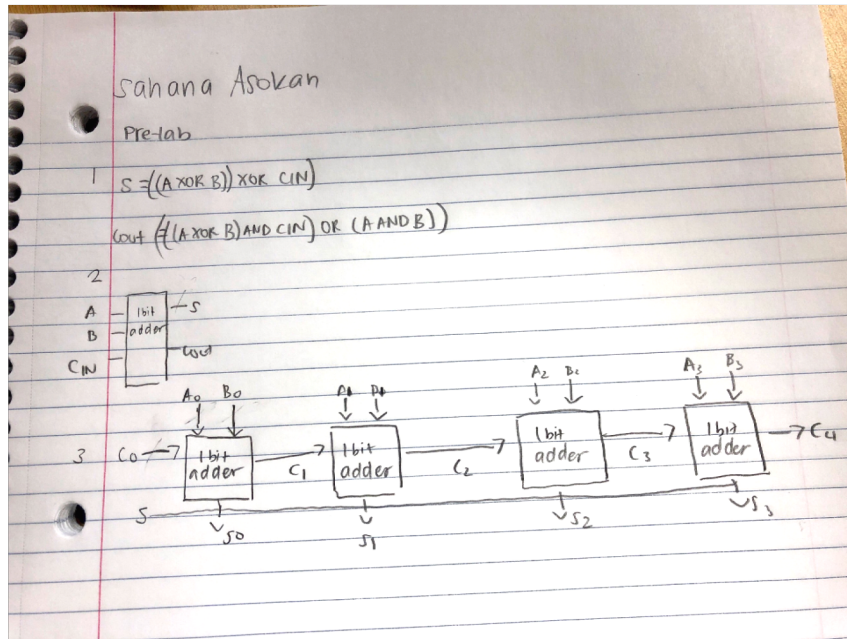 Sahana Asokan
Pre-lab
1 S = ((A XOR B)) XOR CIN)
Cout (=((A XOR B) AND CIN) OR (A AND B))
2
A 1bit S
B adder
CIN Cout
A0 B0 A1 B1 A2 B2 A3 B3
3 C0 1bit adder C1 1bit adder C2 1bit adder C3 1bit adder C4
S
S0 S1 S2 S3